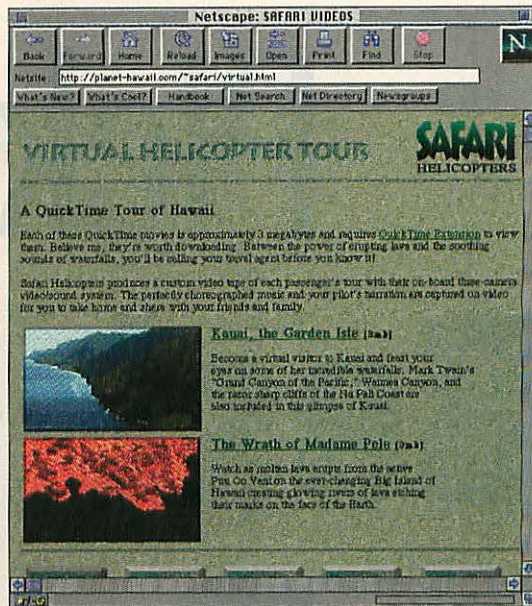 Netscape: SAFARI VIDEOS
Back Forward Home Reload Images Open Print Find Stop
N
Netsite: http://planet-hawaii.com/~safari/virtual.html
What's New? What's Cool? Handbook Net Search Net Directory Newsgroups
VIRTUAL HELICOPTER TOUR
SAFARI
HELICOPTERS
A QuickTime Tour of Hawaii
Each of these QuickTime movies is approximately 3 megabytes and requires QuickTime Extension to view
them. Believe me, they're worth downloading. Between the power of erupting lava and the soothing
sounds of waterfalls, you'll be calling your travel agent before you know it!
Safari Helicopters produces a custom video tape of each passenger's tour with their on-board three-camera
video/sound system. The perfectly choreographed music and your pilot's narration are captured on video
for you to take home and share with your friends and family.
Kauai, the Garden Isle [3mb]
Become a virtual visitor to Kauai and feast your
eyes on some of her incredible waterfalls. Mark Twain's
"Grand Canyon of the Pacific," Waimea Canyon, and
the razor sharp cliffs of the Na Pali Coast are
also included in this glimpse of Kauai.
The Wrath of Madame Pele [3mb]
Watch as molten lava erupts from the active
Puu Oo Vent on the ever-changing Big Island of
Hawaii creating glowing rivers of lava etching
their marks on the face of the Earth.